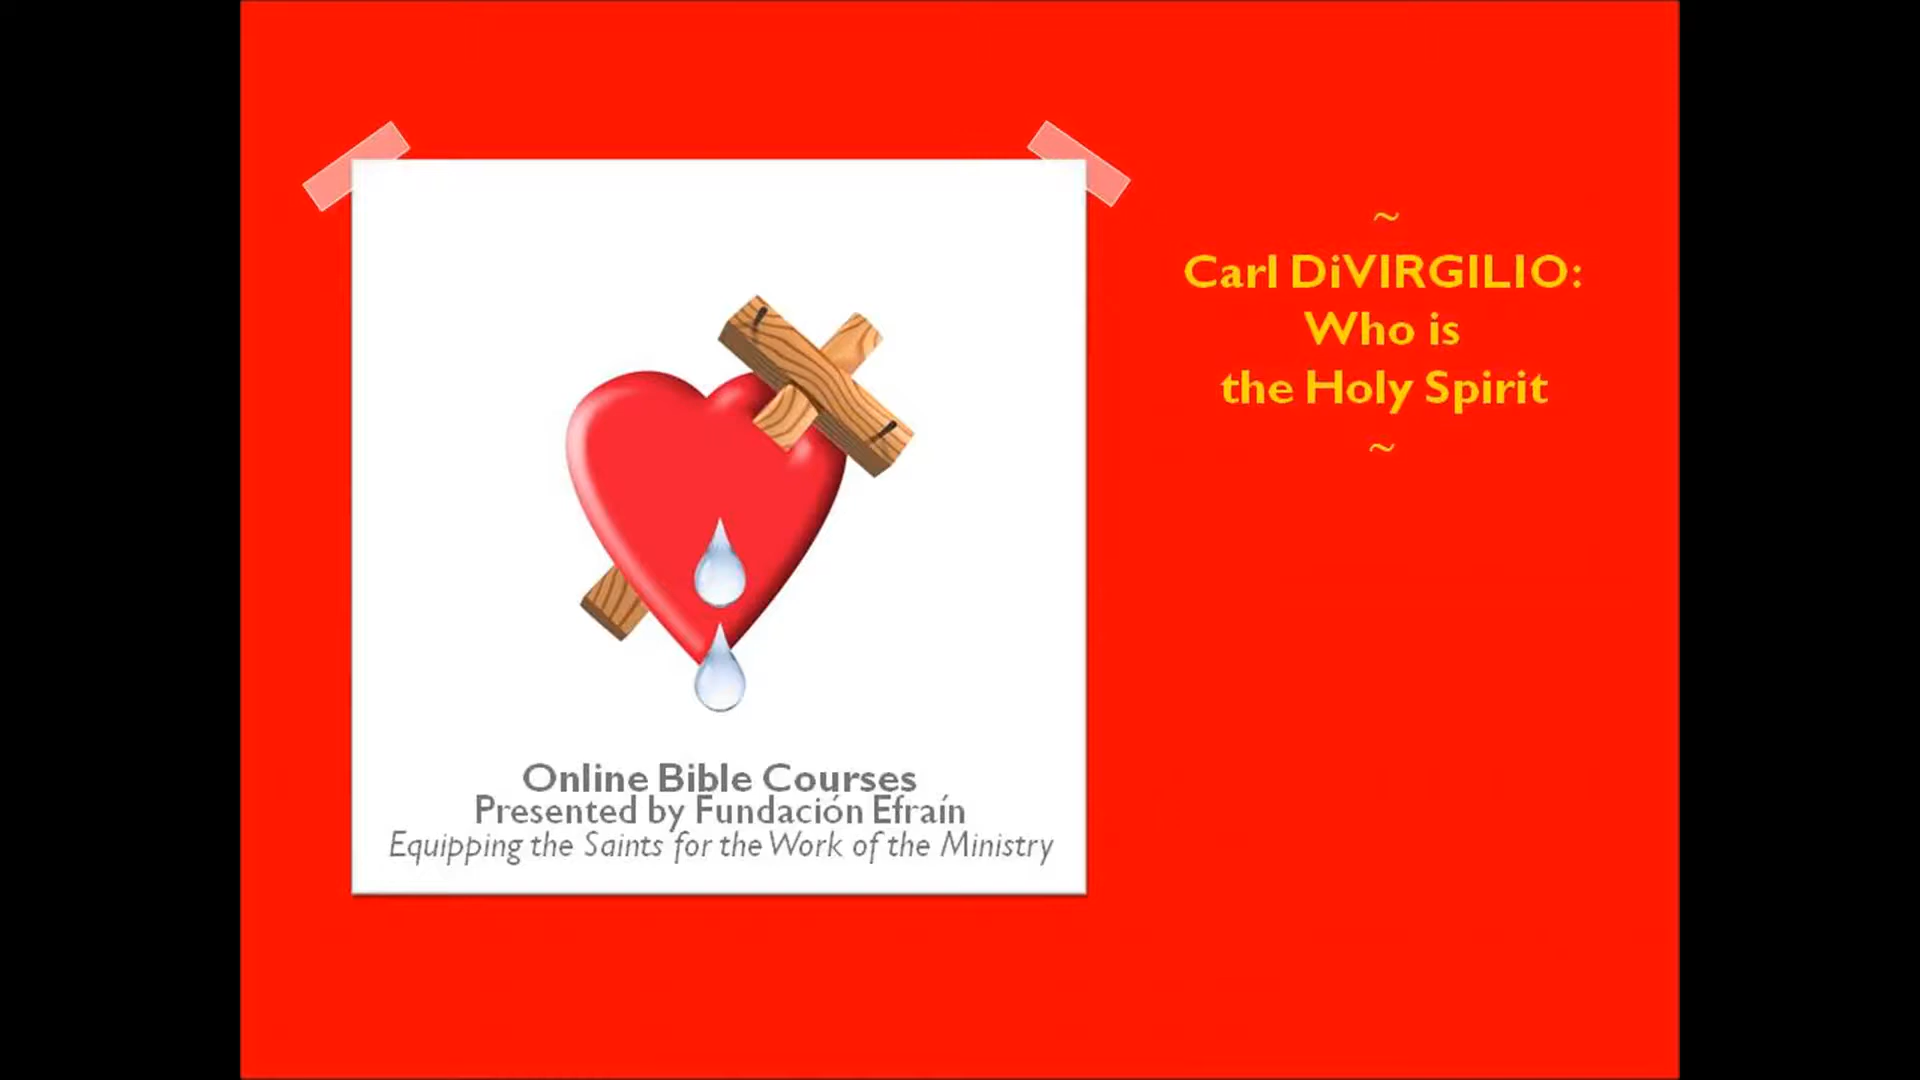 ~
Carl DiVIRGILIO:
Who is
the Holy Spirit
~
Online Bible Courses
Presented by Fundación Efraín
Equipping the Saints for the Work of the Ministry